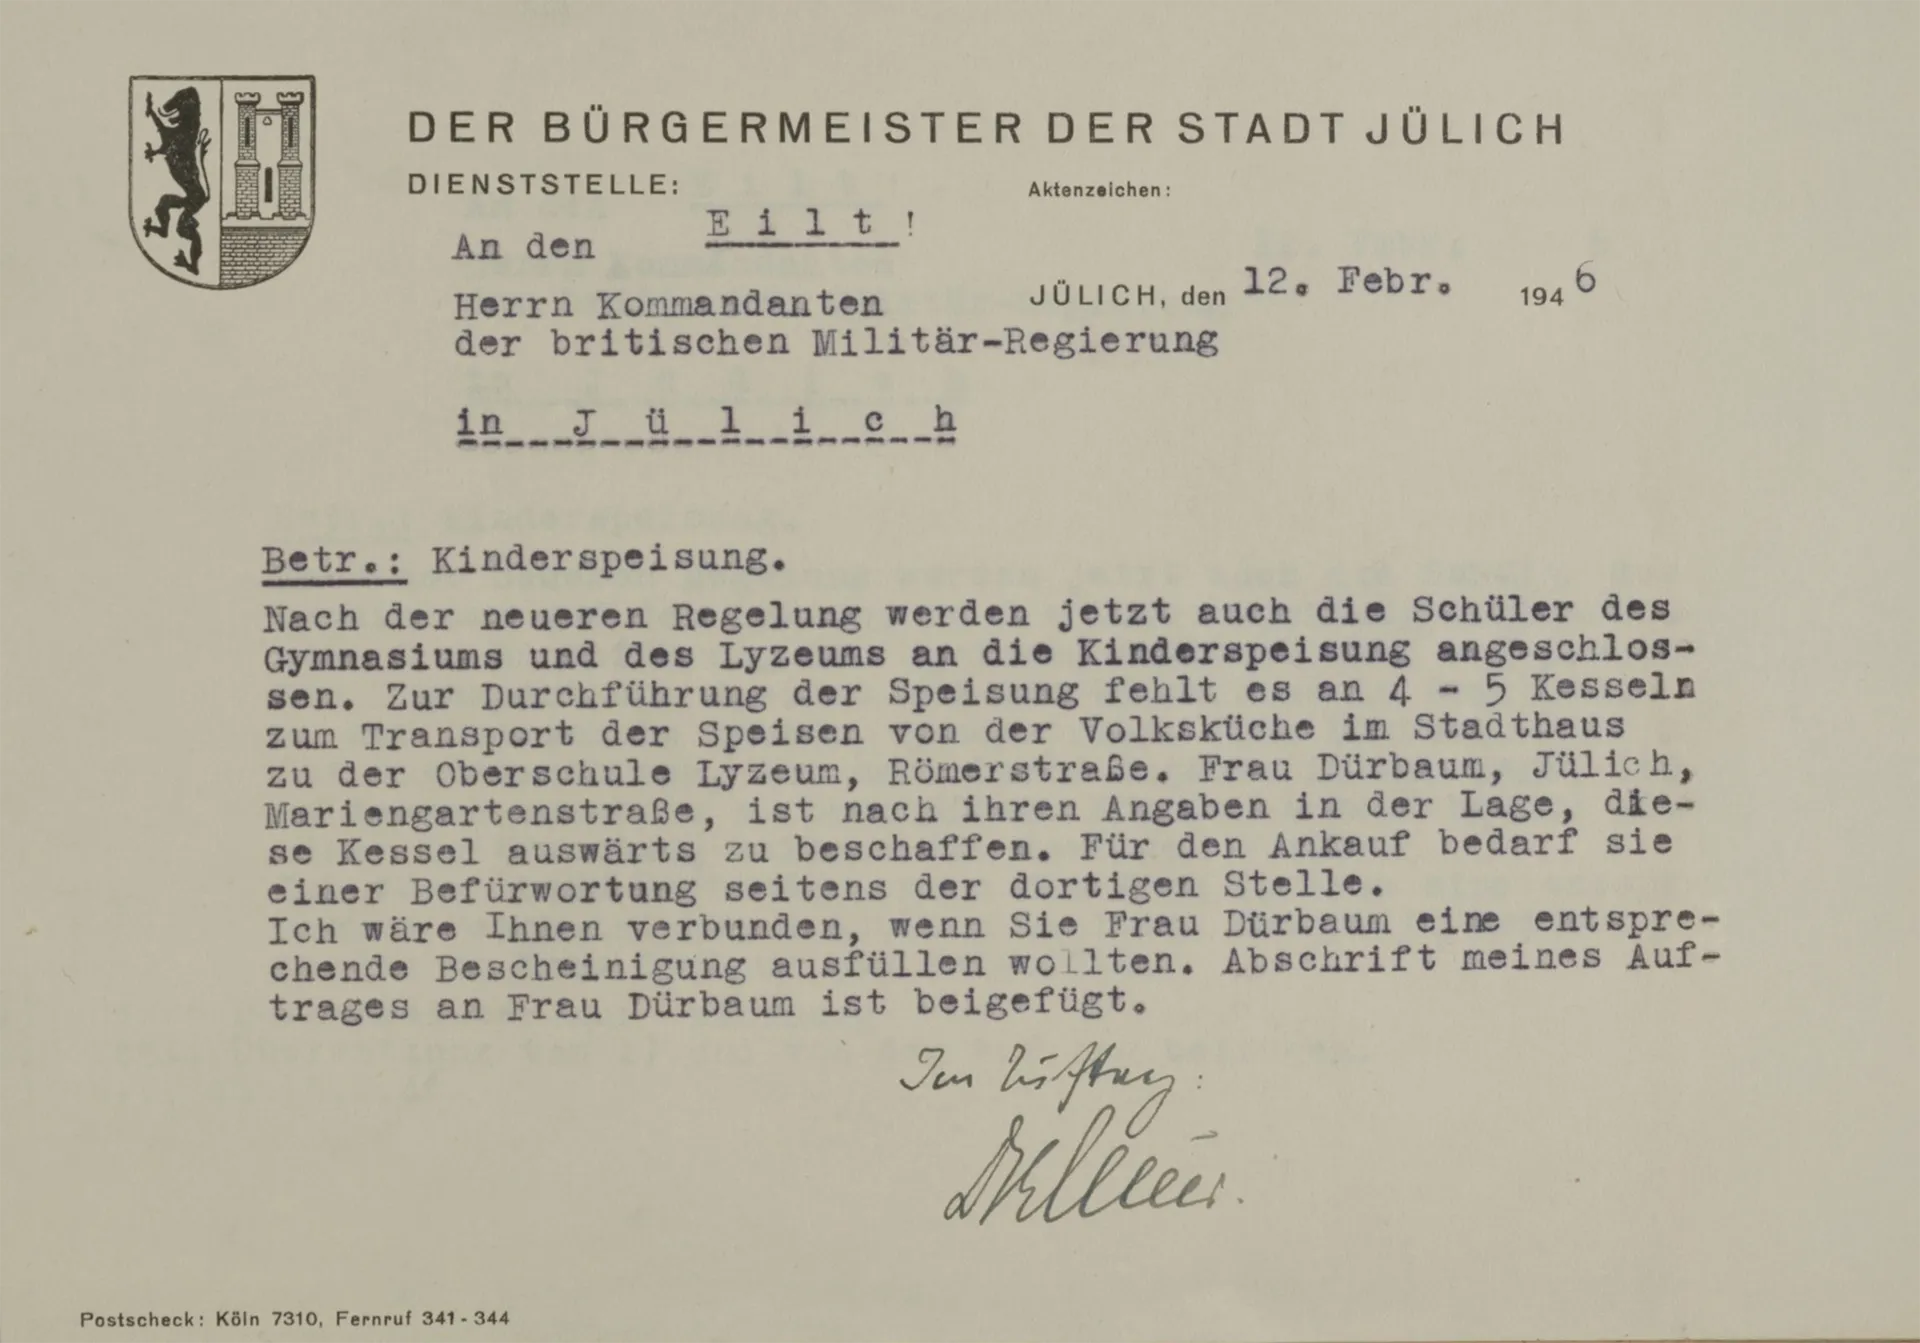 DER BÜRGERMEISTER DER STADT JÜLICH
DIENSTSTELLE:
Aktenzeichen:
E i l t !
An den
JÜLICH, den 12. Febr. 1946
Herrn Kommandanten
der britischen Militär-Regierung
in J ü l i c h
Betr.: Kinderspeisung.
Nach der neueren Regelung werden jetzt auch die Schüler des
Gymnasiums und des Lyzeums an die Kinderspeisung angeschlos-
sen. Zur Durchführung der Speisung fehlt es an 4 - 5 Kesseln
zum Transport der Speisen von der Volksküche im Stadthaus
zu der Oberschule Lyzeum, Römerstraße. Frau Dürbaum, Jülich,
Mariengartenstraße, ist nach ihren Angaben in der Lage, die-
se Kessel auswärts zu beschaffen. Für den Ankauf bedarf sie
einer Befürwortung seitens der dortigen Stelle.
Ich wäre Ihnen verbunden, wenn Sie Frau Dürbaum eine entspre-
chende Bescheinigung ausfüllen wollten. Abschrift meines Auf-
trages an Frau Dürbaum ist beigefügt.
Im Auftrag:
Postscheck: Köln 7310, Fernruf 341-344